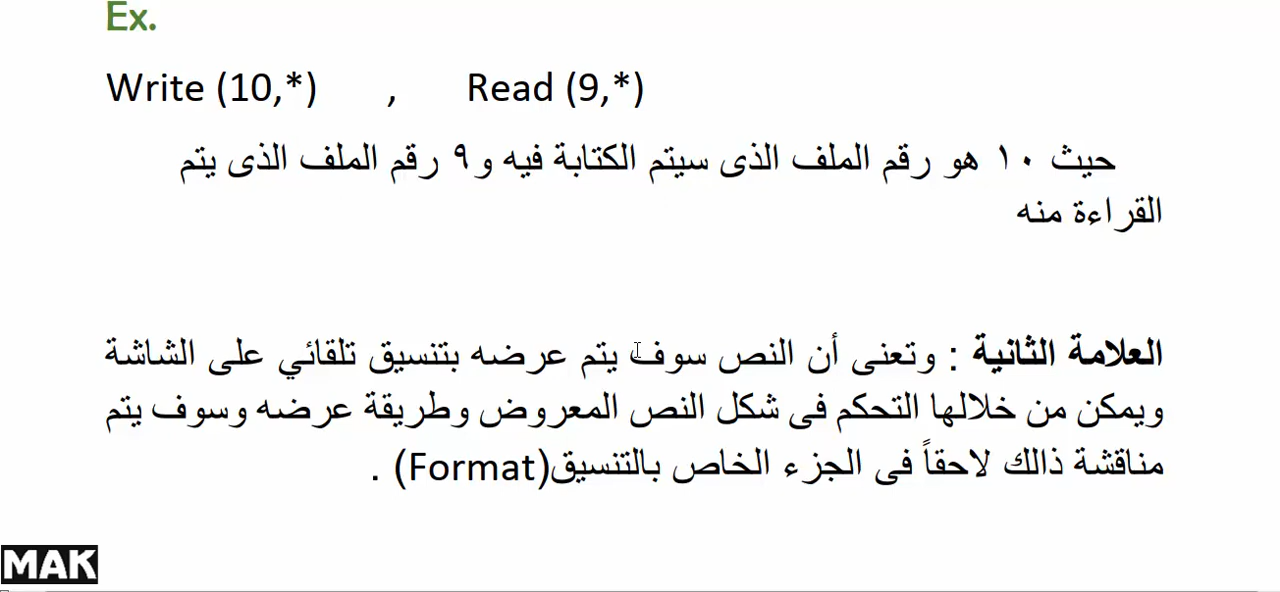 Ex.
Write (10,*) , Read (9,*)
حيث ١٠ هو رقم الملف الذى سيتم الكتابة فيه و٩ رقم الملف الذى يتم
القراءة منه
العلامة الثانية : وتعنى أن النص سوف يتم عرضه بتنسيق تلقائي على الشاشة
ويمكن من خلالها التحكم فى شكل النص المعروض وطريقة عرضه وسوف يتم
مناقشة ذالك لاحقاً فى الجزء الخاص بالتنسيق(Format) .
MAK